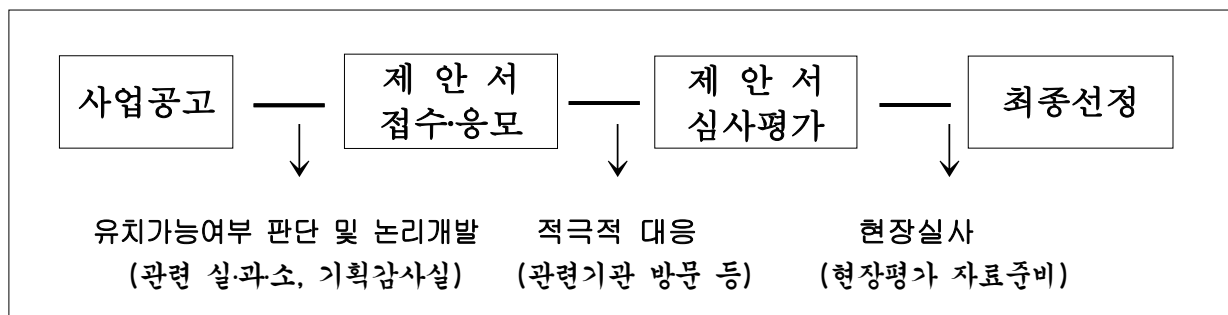 사업공고
제 안 서
접수·응모
제 안 서
심사평가
최종선정
유치가능여부 판단 및 논리개발
(관련 실·과·소, 기획감사실)
적극적 대응
(관련기관 방문 등)
현장실사
(현장평가 자료준비)